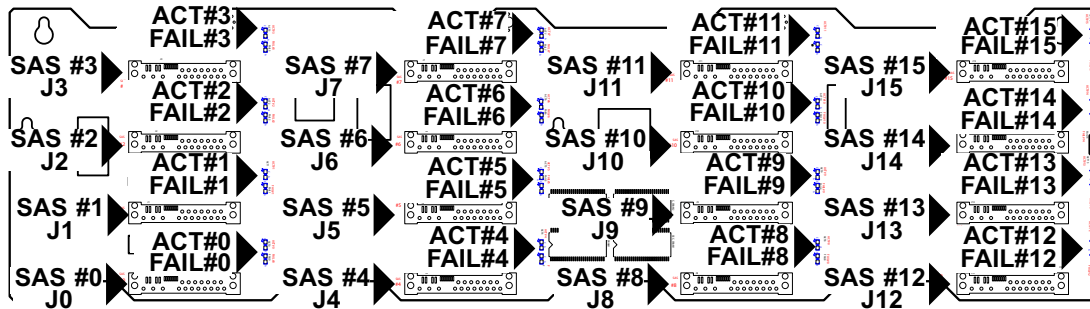 ACT#3
FAIL#3
ACT#7
FAIL#7
ACT#11
FAIL#11
ACT#15
FAIL#15
SAS #3
J3
SAS #7
J7
SAS #11
J11
SAS #15
J15
ACT#2
FAIL#2
ACT#6
FAIL#6
ACT#10
FAIL#10
ACT#14
FAIL#14
SAS #2
J2
SAS #6
J6
SAS #10
J10
SAS #14
J14
ACT#1
FAIL#1
ACT#5
FAIL#5
ACT#9
FAIL#9
ACT#13
FAIL#13
SAS #1
J1
SAS #5
J5
SAS #9
J9
SAS #13
J13
ACT#0
FAIL#0
ACT#4
FAIL#4
ACT#8
FAIL#8
ACT#12
FAIL#12
SAS #0
J0
SAS #4
J4
SAS #8
J8
SAS #12
J12